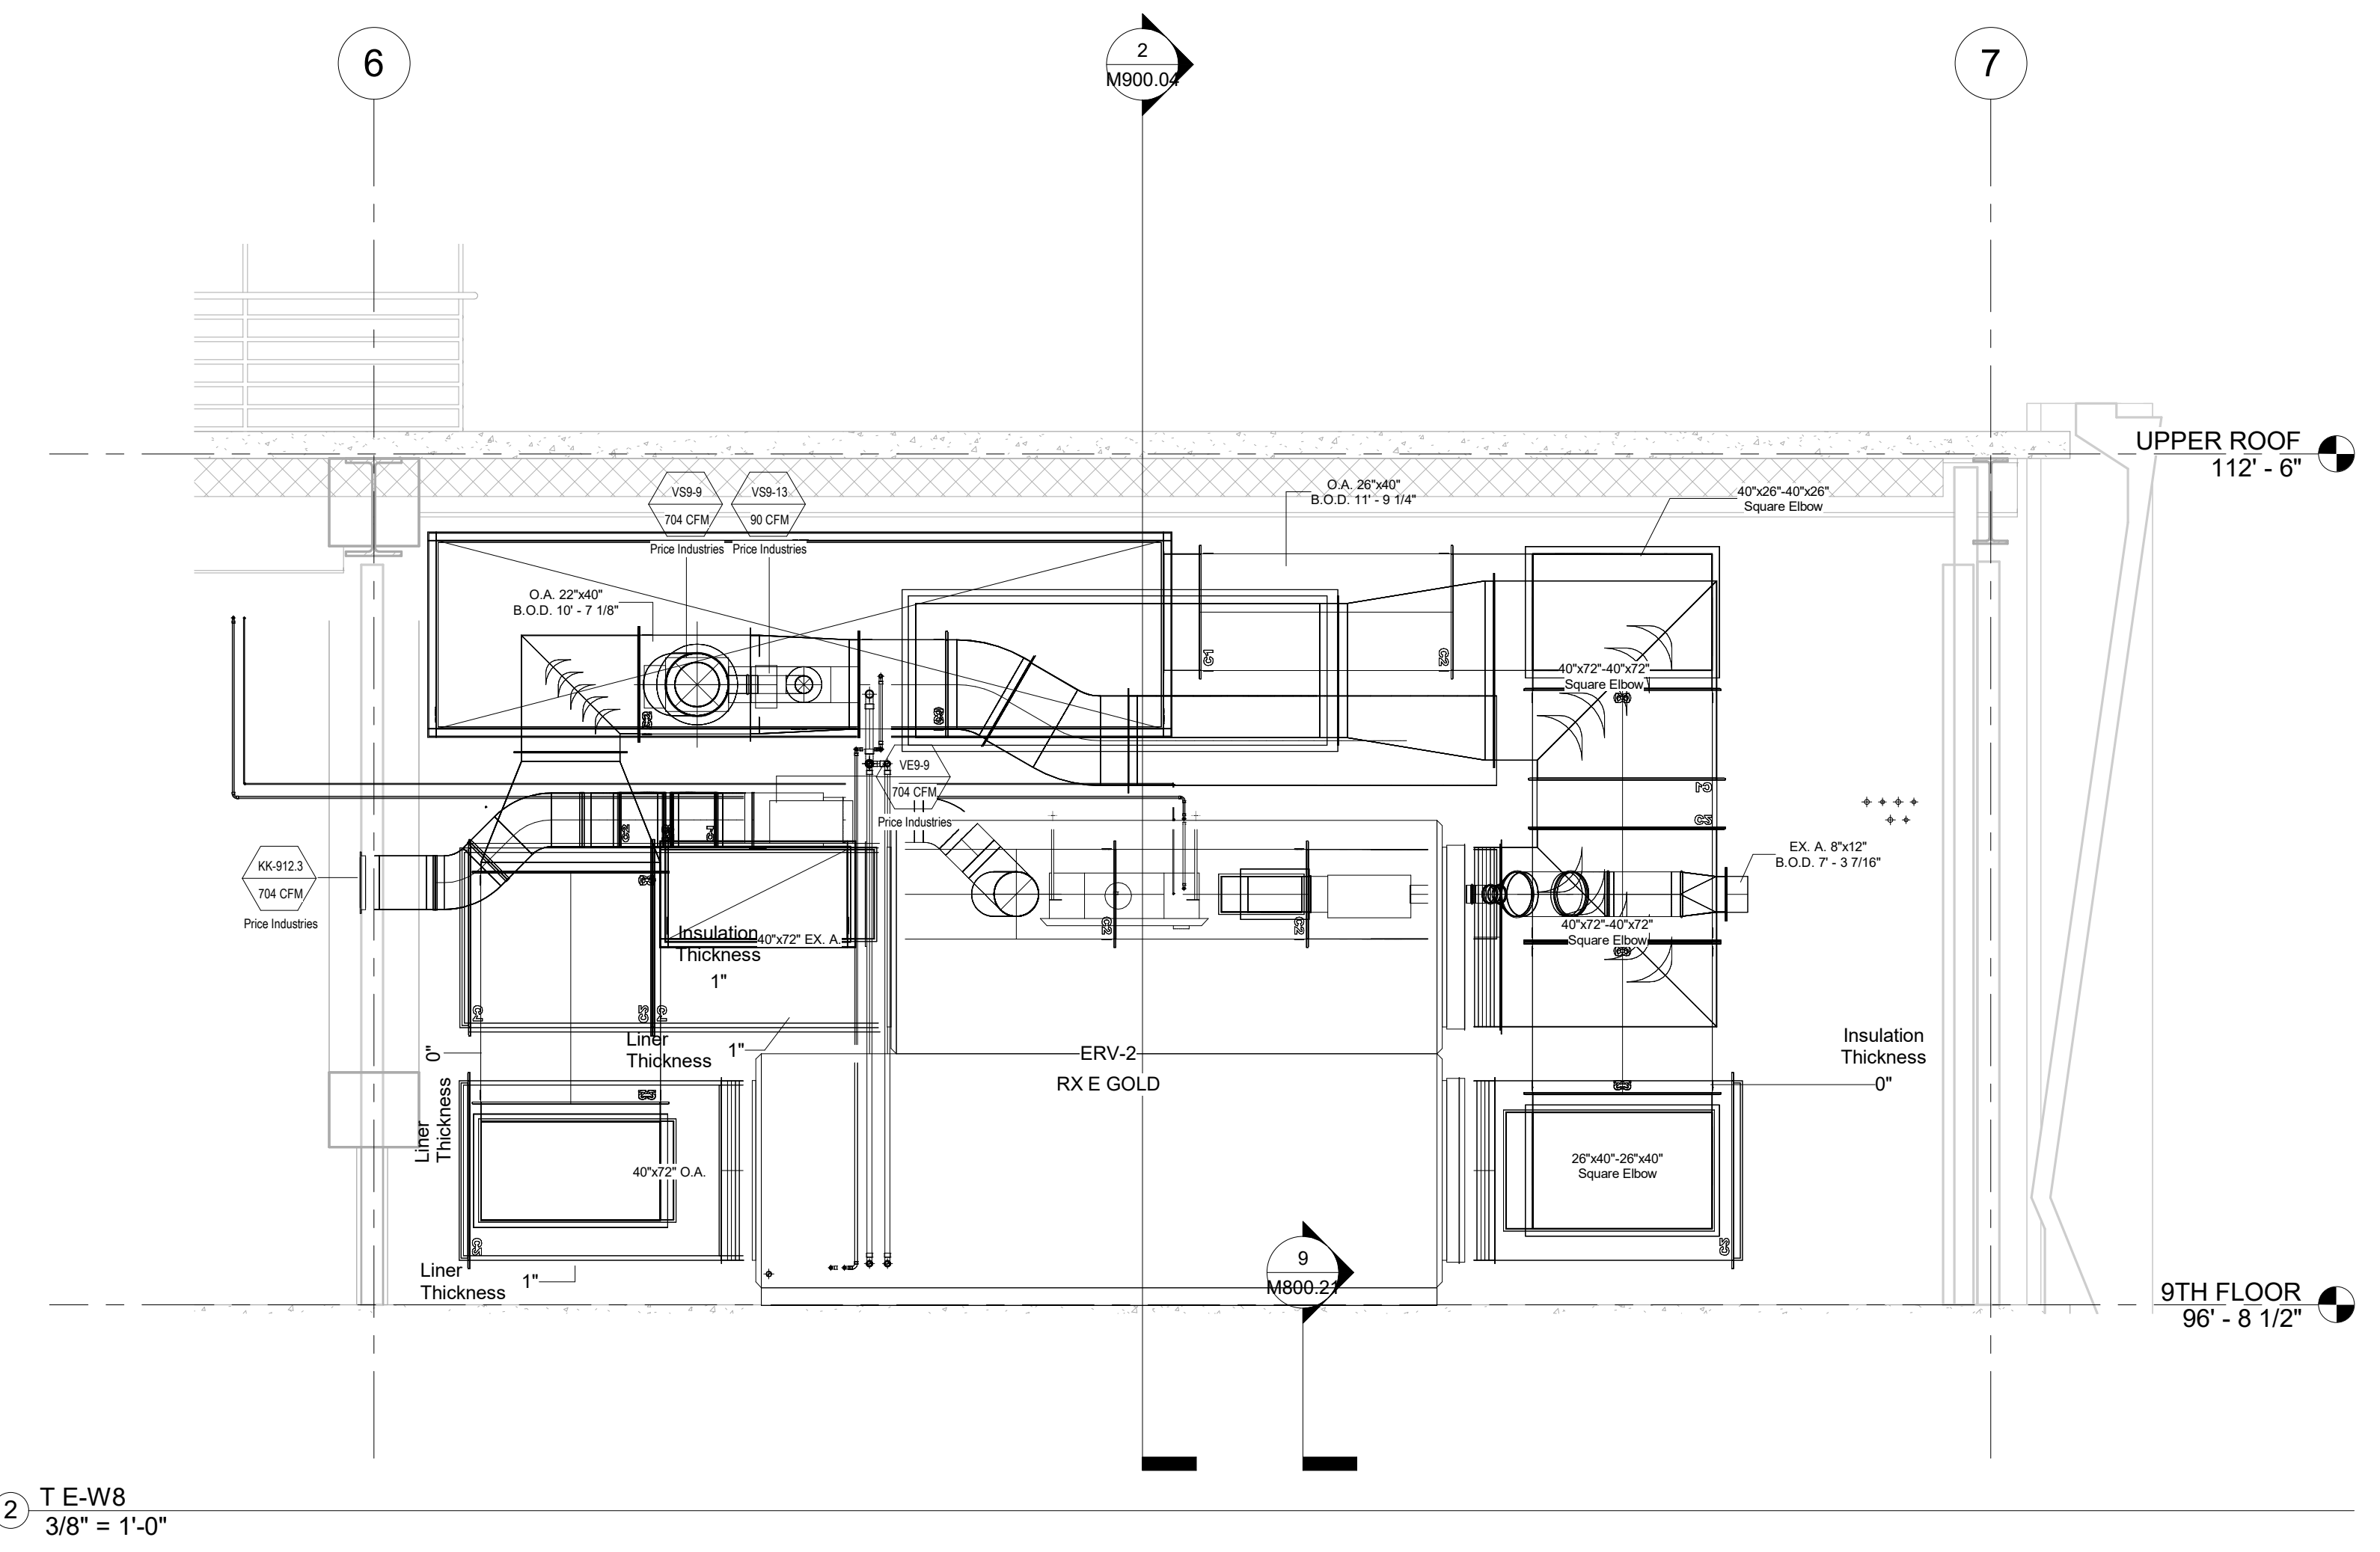 6
2
M900.04
7
UPPER ROOF
112' - 6"
VS9-9
704 CFM
Price Industries
VS9-13
90 CFM
Price Industries
O.A. 26"x40"
B.O.D. 11' - 9 1/4"
40"x26"-40"x26"
Square Elbow
O.A. 22"x40"
B.O.D. 10' - 7 1/8"
C1
C2
40"x72"-40"x72"
Square Elbow
VE9-9
704 CFM
Price Industries
KK-912.3
704 CFM
Price Industries
EX. A. 8"x12"
B.O.D. 7' - 3 7/16"
40"x72"-40"x72"
Square Elbow
Insulation
Thickness
1"
40"x72" EX. A.
C2
C2
Liner
Thickness
1"
0"
Liner
Thickness
ERV-2
RX E GOLD
Insulation
Thickness
0"
40"x72" O.A.
26"x40"-26"x40"
Square Elbow
Liner
Thickness
1"
9
M800.21
9TH FLOOR
96' - 8 1/2"
2
T E-W8
3/8" = 1'-0"